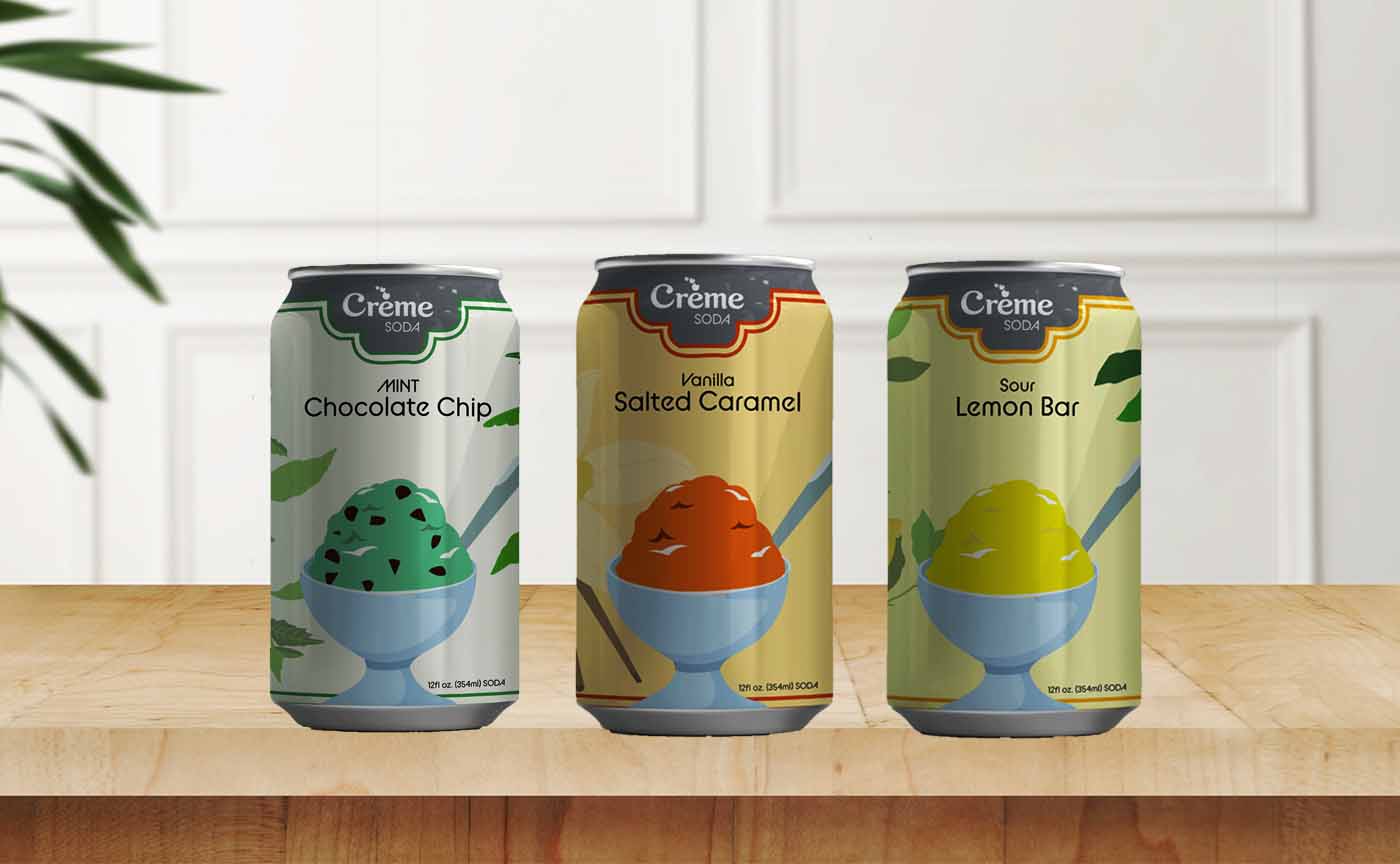 Crème
SODA
MINT
Chocolate Chip
12fl oz. (354ml) SODA
Crème
SODA
Vanilla
Salted Caramel
12fl oz. (354ml) SODA
Crème
SODA
Sour
Lemon Bar
12fl oz. (354ml) SODA